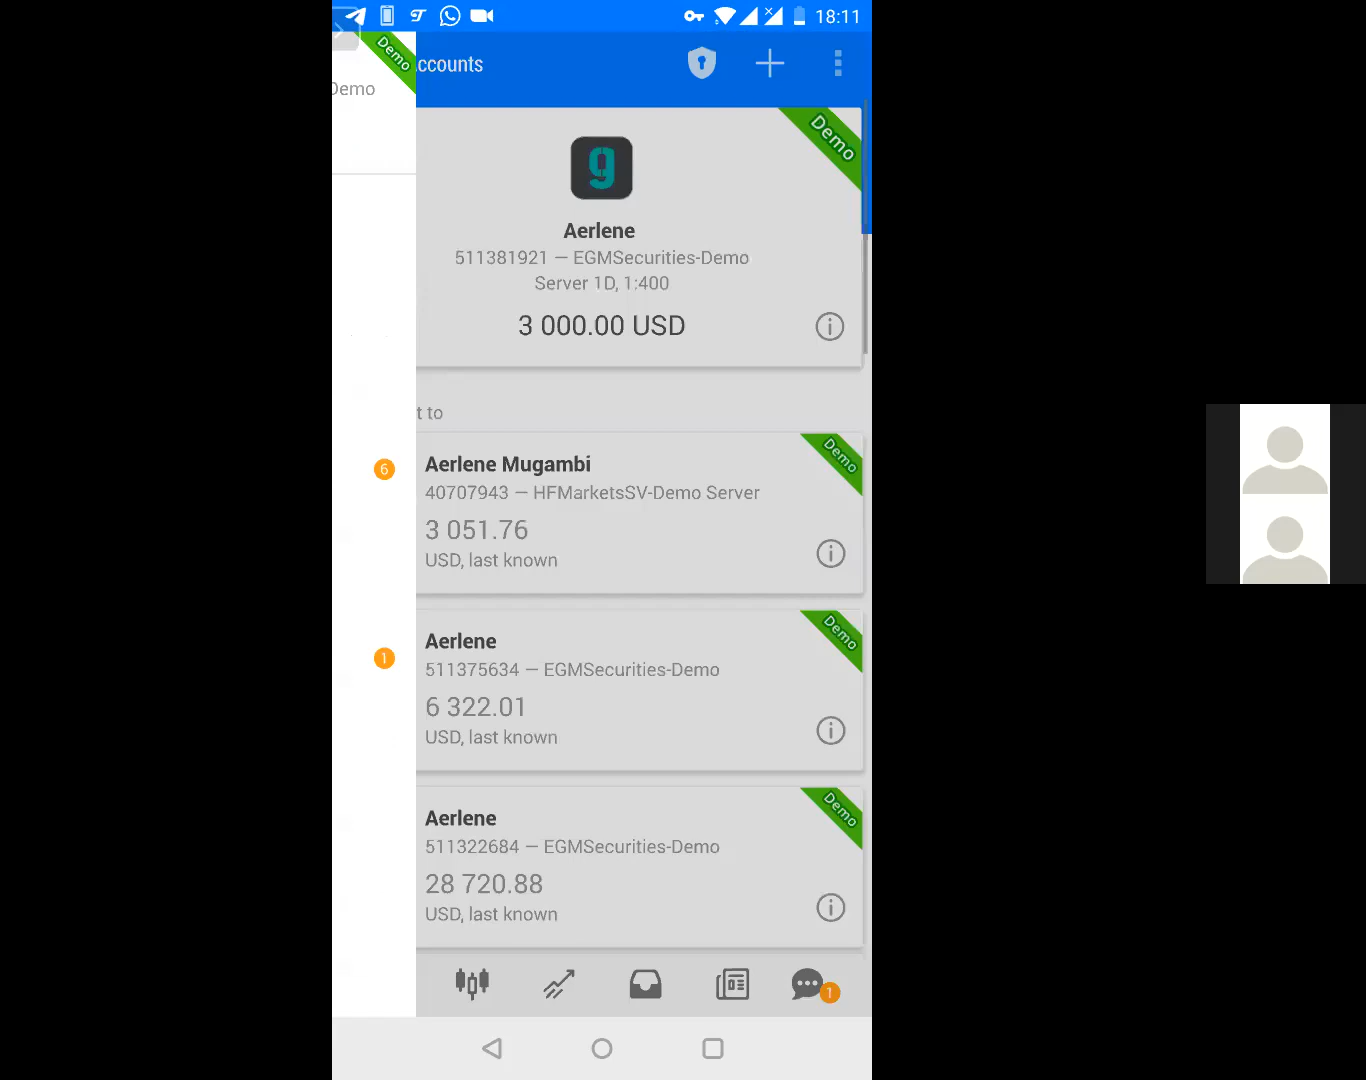 18:11
Demo
ccounts
Demo
Demo
9
Aerlene
511381921 — EGMSecurities-Demo
Server 1D, 1:400
3 000.00 USD
t to
Demo
6
Aerlene Mugambi
40707943 — HFMarketsSV-Demo Server
3 051.76
USD, last known
Demo
1
Aerlene
511375634 — EGMSecurities-Demo
6 322.01
USD, last known
Demo
Aerlene
511322684 — EGMSecurities-Demo
28 720.88
USD, last known
1